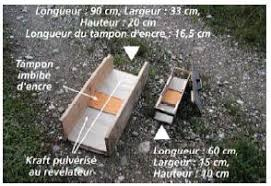 Longueur : 90 cm, Largeur : 33 cm,
Hauteur : 20 cm
Longueur du tampon d'encre : 16,5 cm
Tampon
imbibé
d'encre
Kraft pulvérisé
au révélateur
Longueur : 60 cm,
Largeur : 15 cm,
Hauteur : 10 cm